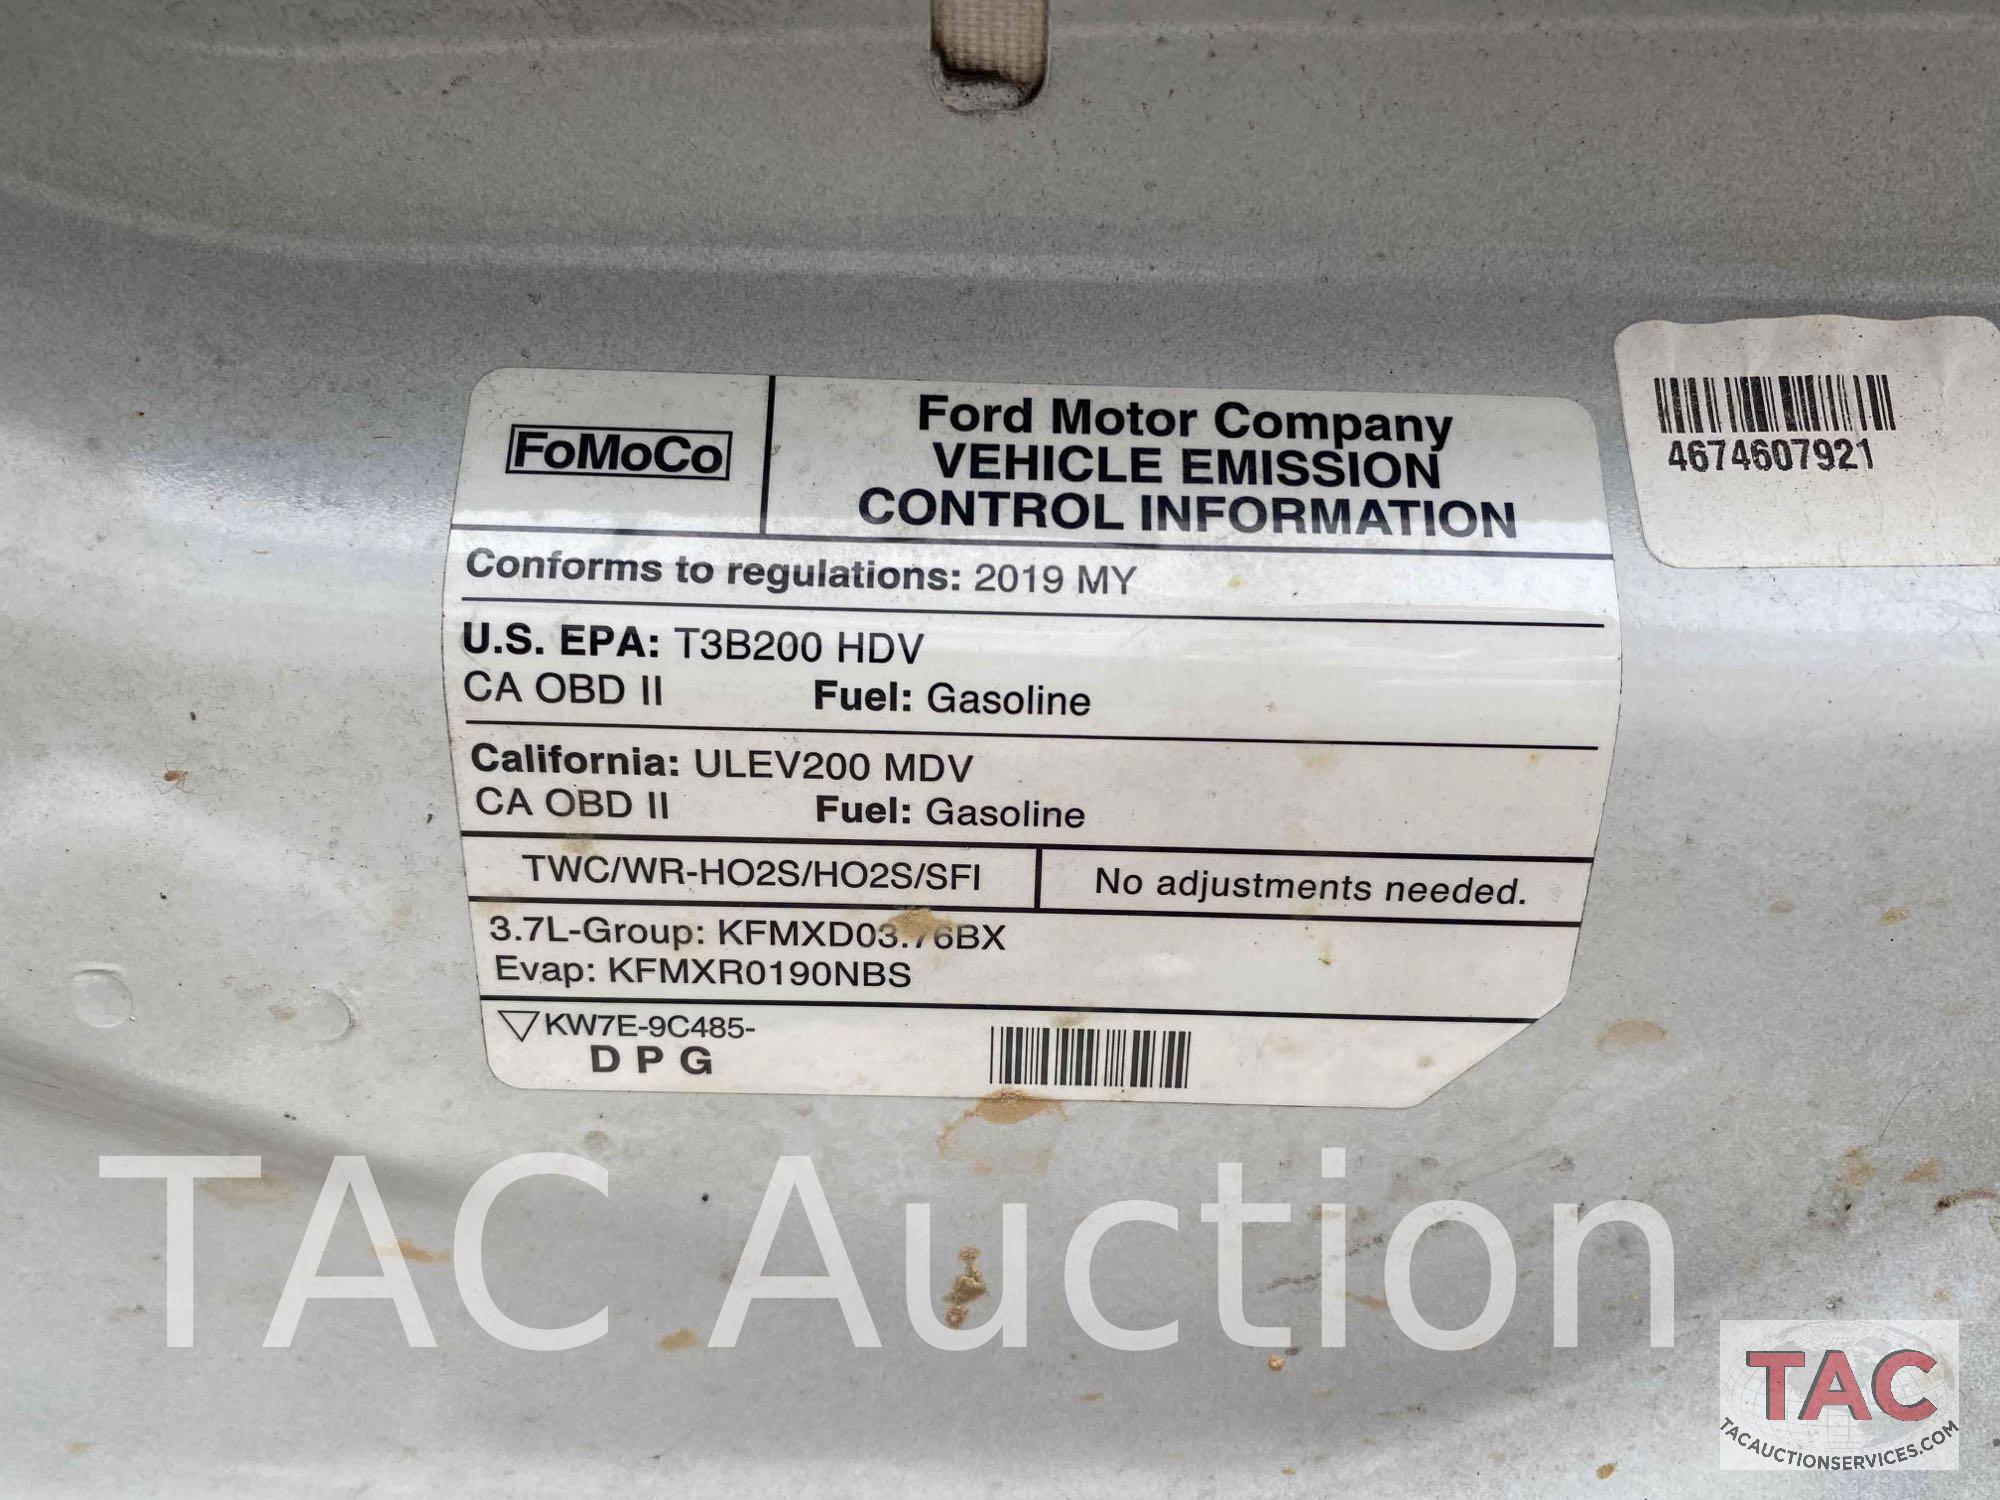 FoMoCo
Ford Motor Company
VEHICLE EMISSION
CONTROL INFORMATION
4674607921
Conforms to regulations: 2019 MY
U.S. EPA: T3B200 HDV
CA OBD II Fuel: Gasoline
California: ULEV200 MDV
CA OBD II Fuel: Gasoline
TWC/WR-HO2S/HO2S/SFI
No adjustments needed.
3.7L-Group: KFMXD03.76BX
Evap: KFMXR0190NBS
KW7E-9C485-
D P G
TAC Auction
TAC
TACAUCTIONSERVICES.COM